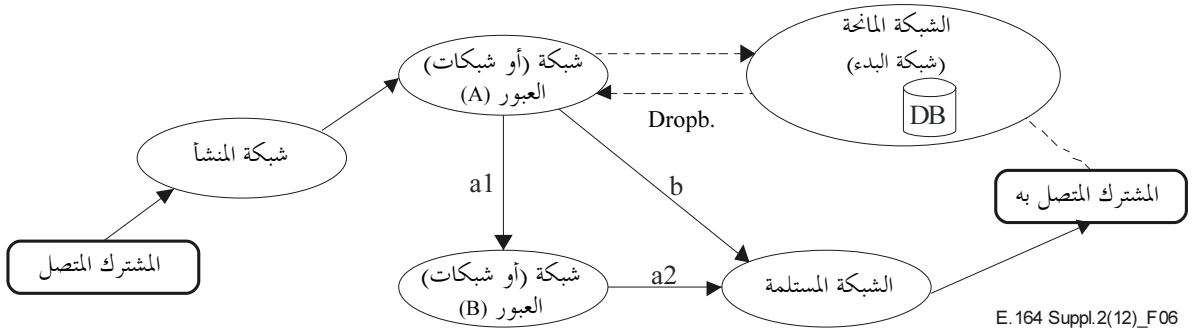 الشبكة المانحة
(شبكة البدء)
DB
شبكة (أو شبكات)
العبور (A)
Dropb.
شبكة المنشأ
a1
b
المشترك المتصل به
المشترك المتصل
شبكة (أو شبكات)
العبور (B)
a2
الشبكة المستلمة
E.164 Suppl.2(12)_F06